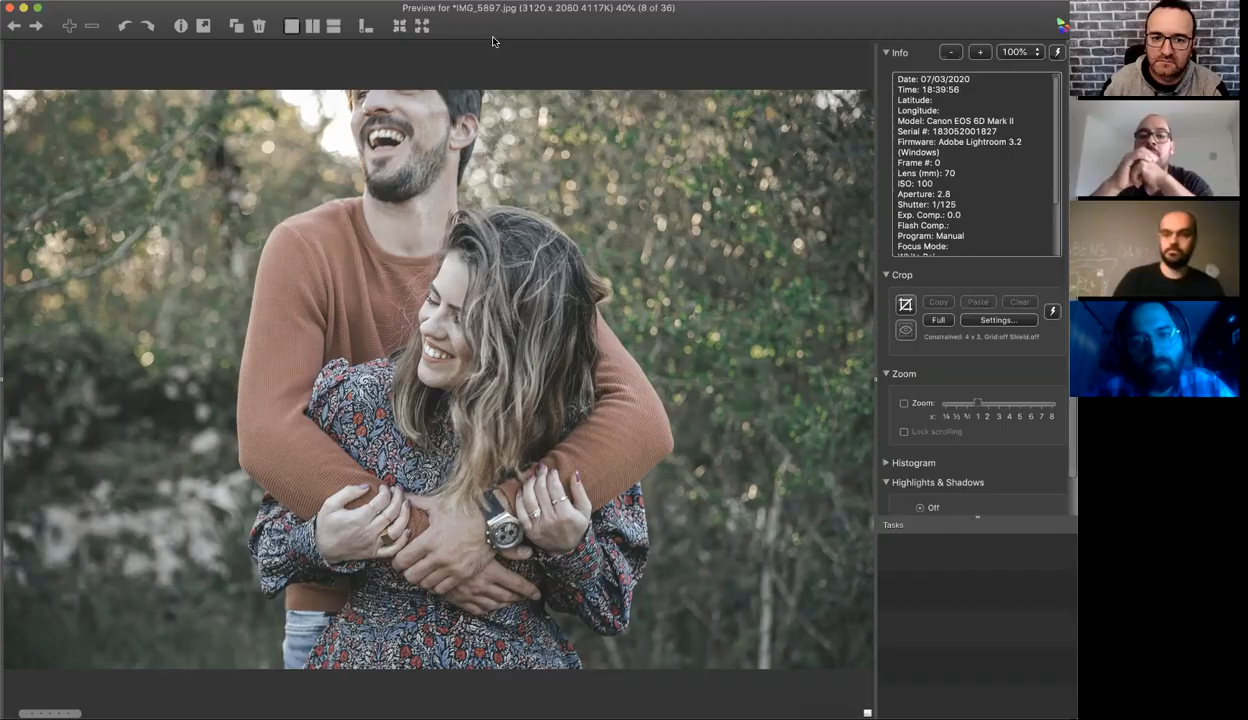 Preview for *IMG_5897.jpg (3120 x 2080 4117K) 40% (8 of 36)
Info
-
+
100%
Date: 07/03/2020
Time: 18:39:56
Latitude:
Longitude:
Model: Canon EOS 6D Mark II
Serial #: 183052001827
Firmware: Adobe Lightroom 3.2
(Windows)
Frame #: 0
Lens (mm): 70
ISO: 100
Aperture: 2.8
Shutter: 1/125
Exp. Comp.: 0.0
Flash Comp.:
Program: Manual
Focus Mode:
Crop
Copy Paste Clear
Full Settings...
Constrained: 4 x 3, Grid:off Shield:off
Zoom
Zoom:
x: ¼ ½ ¾ 1 2 3 4 5 6 7 8
Lock scrolling
Histogram
Highlights & Shadows
Off
Tasks